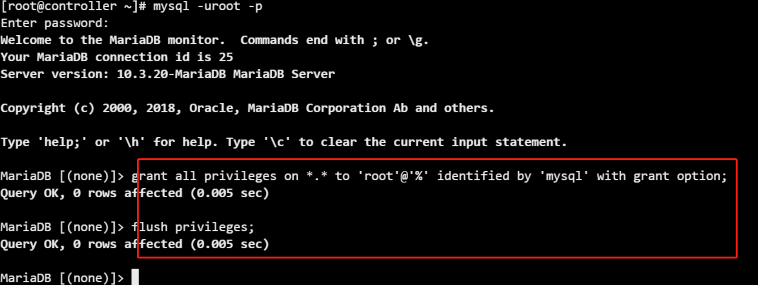 [root@controller ~]# mysql -uroot -p
Enter password:
Welcome to the MariaDB monitor.  Commands end with ; or \g.
Your MariaDB connection id is 25
Server version: 10.3.20-MariaDB MariaDB Server
Copyright (c) 2000, 2018, Oracle, MariaDB Corporation Ab and others.
Type 'help;' or '\h' for help. Type '\c' to clear the current input statement.
MariaDB [(none)]> grant all privileges on *.* to 'root'@'%' identified by 'mysql' with grant option;
Query OK, 0 rows affected (0.005 sec)
MariaDB [(none)]> flush privileges;
Query OK, 0 rows affected (0.005 sec)
MariaDB [(none)]>